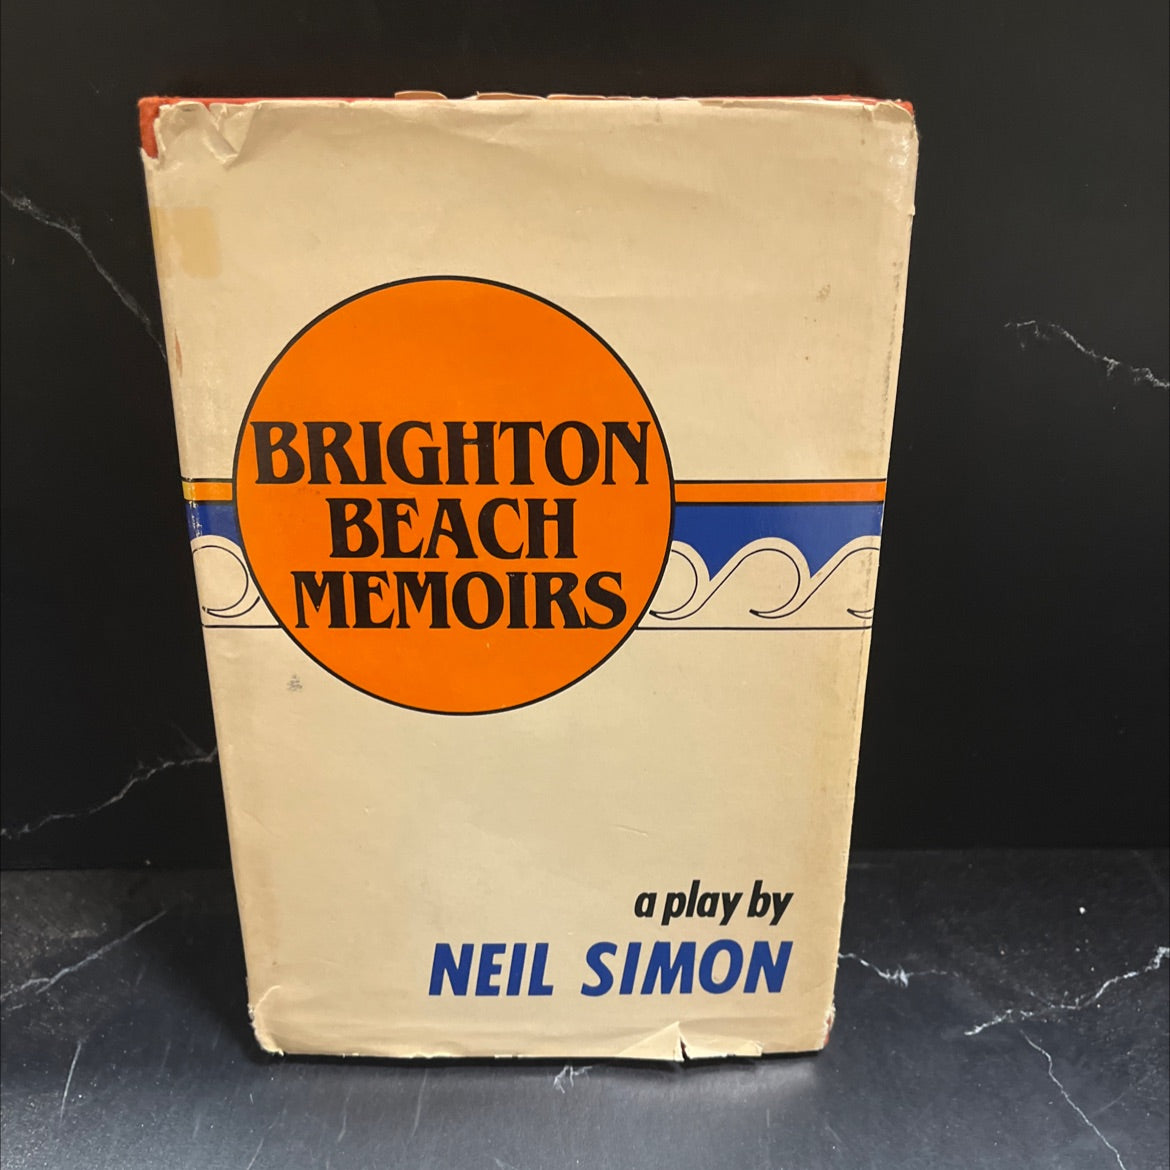 BRIGHTON
BEACH
MEMOIRS
a play by
NEIL SIMON